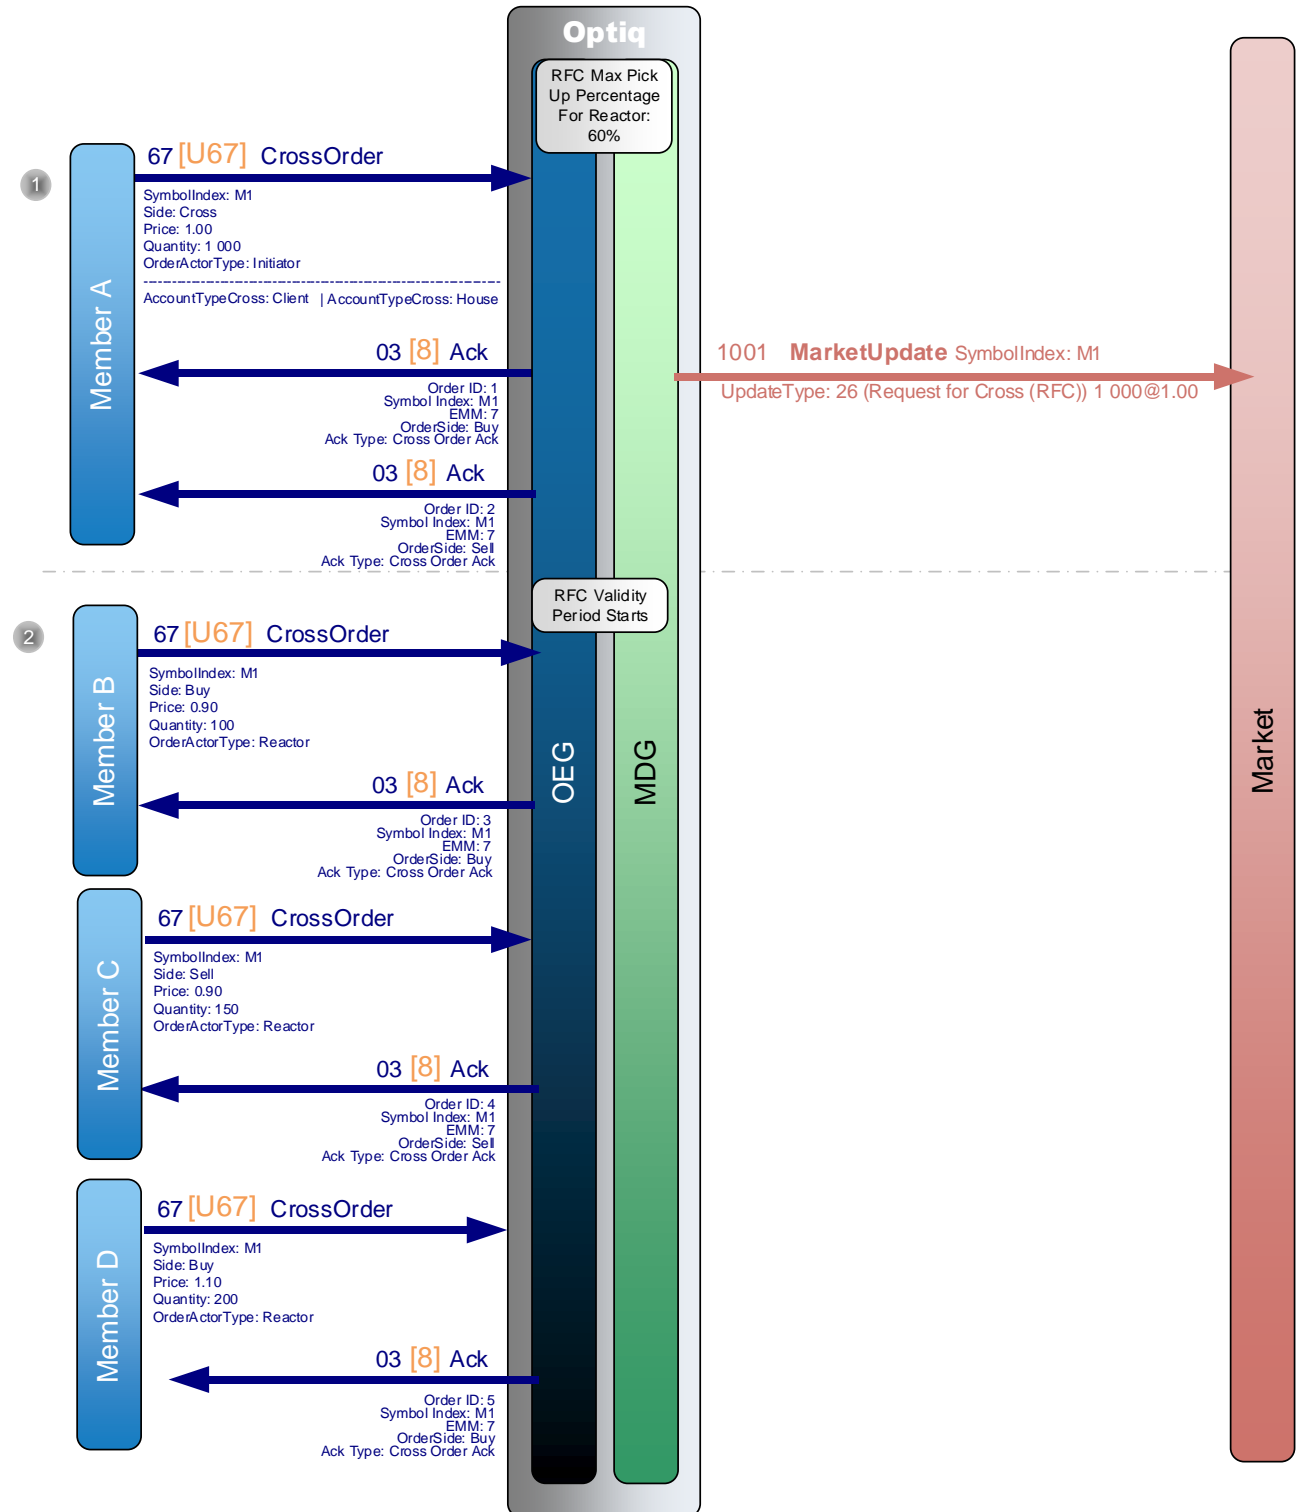 Optiq
RFC Max Pick
Up Percentage
For Reactor:
60%
1
Member A
67 [U67] CrossOrder
SymbolIndex: M1
Side: Cross
Price: 1.00
Quantity: 1 000
OrderActorType: Initiator
AccountTypeCross: Client | AccountTypeCross: House
03 [8] Ack
Order ID: 1
Symbol Index: M1
EMM: 7
OrderSide: Buy
Ack Type: Cross Order Ack
1001 MarketUpdate SymbolIndex: M1
UpdateType: 26 (Request for Cross (RFC)) 1 000@1.00
03 [8] Ack
Order ID: 2
Symbol Index: M1
EMM: 7
OrderSide: Sell
Ack Type: Cross Order Ack
RFC Validity
Period Starts
2
Member B
67 [U67] CrossOrder
SymbolIndex: M1
Side: Buy
Price: 0.90
Quantity: 100
OrderActorType: Reactor
OEG
MDG
Market
03 [8] Ack
Order ID: 3
Symbol Index: M1
EMM: 7
OrderSide: Buy
Ack Type: Cross Order Ack
Member C
67 [U67] CrossOrder
SymbolIndex: M1
Side: Sell
Price: 0.90
Quantity: 150
OrderActorType: Reactor
03 [8] Ack
Order ID: 4
Symbol Index: M1
EMM: 7
OrderSide: Sell
Ack Type: Cross Order Ack
Member D
67 [U67] CrossOrder
SymbolIndex: M1
Side: Buy
Price: 1.10
Quantity: 200
OrderActorType: Reactor
03 [8] Ack
Order ID: 5
Symbol Index: M1
EMM: 7
OrderSide: Buy
Ack Type: Cross Order Ack